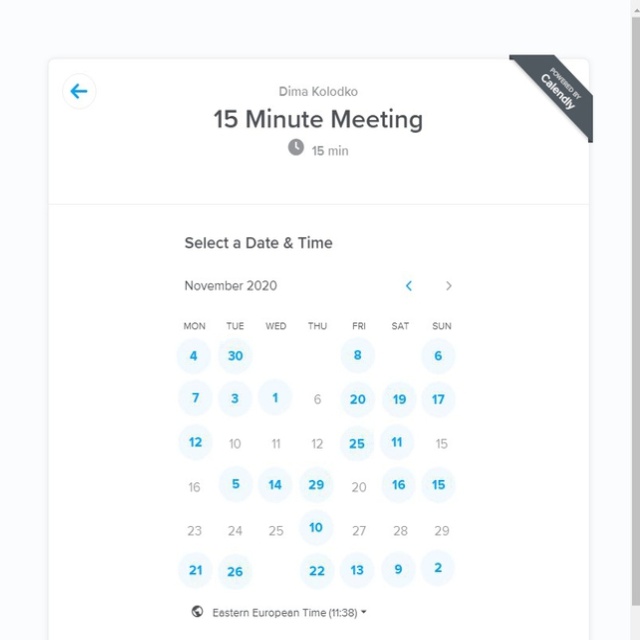 POWERED BY
Calendly
Dima Kolodko
15 Minute Meeting
15 min
Select a Date & Time
November 2020
MON TUE WED THU FRI SAT SUN
4 30 8 6
7 3 1 6 20 19 17
12 10 11 12 25 11 15
16 5 14 29 20 16 15
23 24 25 10 27 28 29
21 26 22 13 9 2
Eastern European Time (11:38)